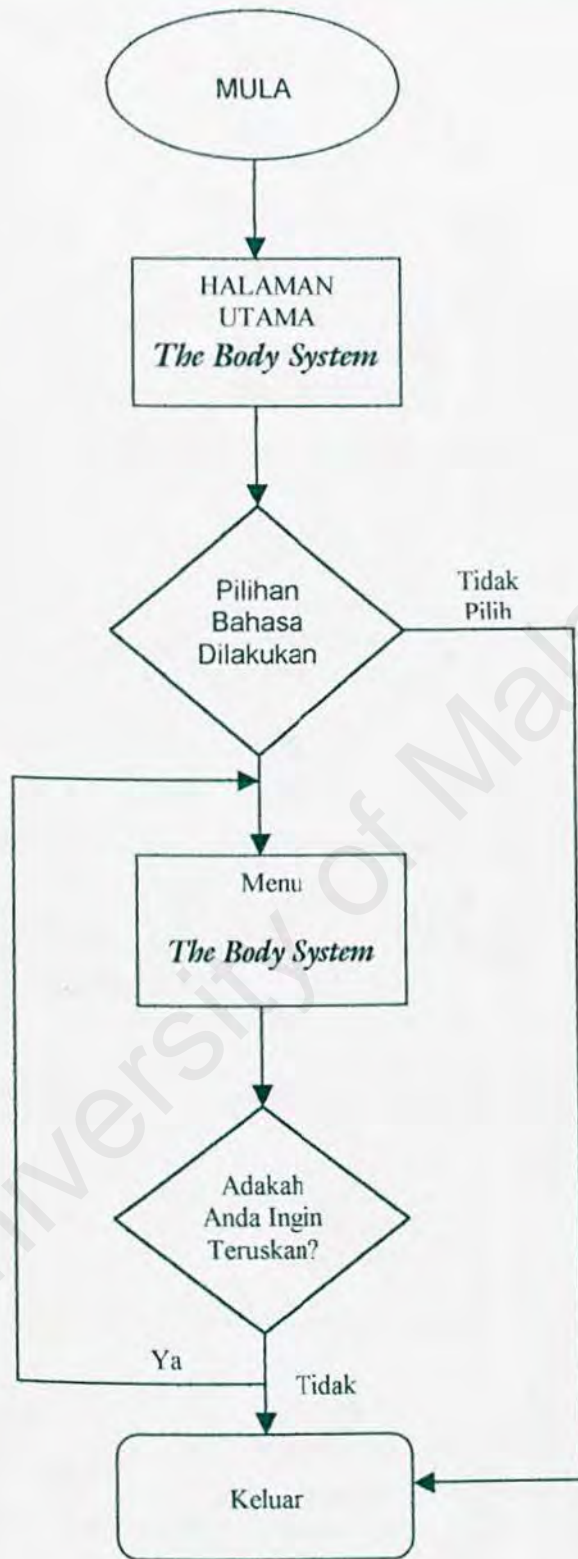 MULA
HALAMAN
UTAMA
The Body System
Pilihan
Bahasa
Dilakukan
Tidak
Pilih
Menu
The Body System
Adakah
Anda Ingin
Teruskan?
Ya
Tidak
Keluar